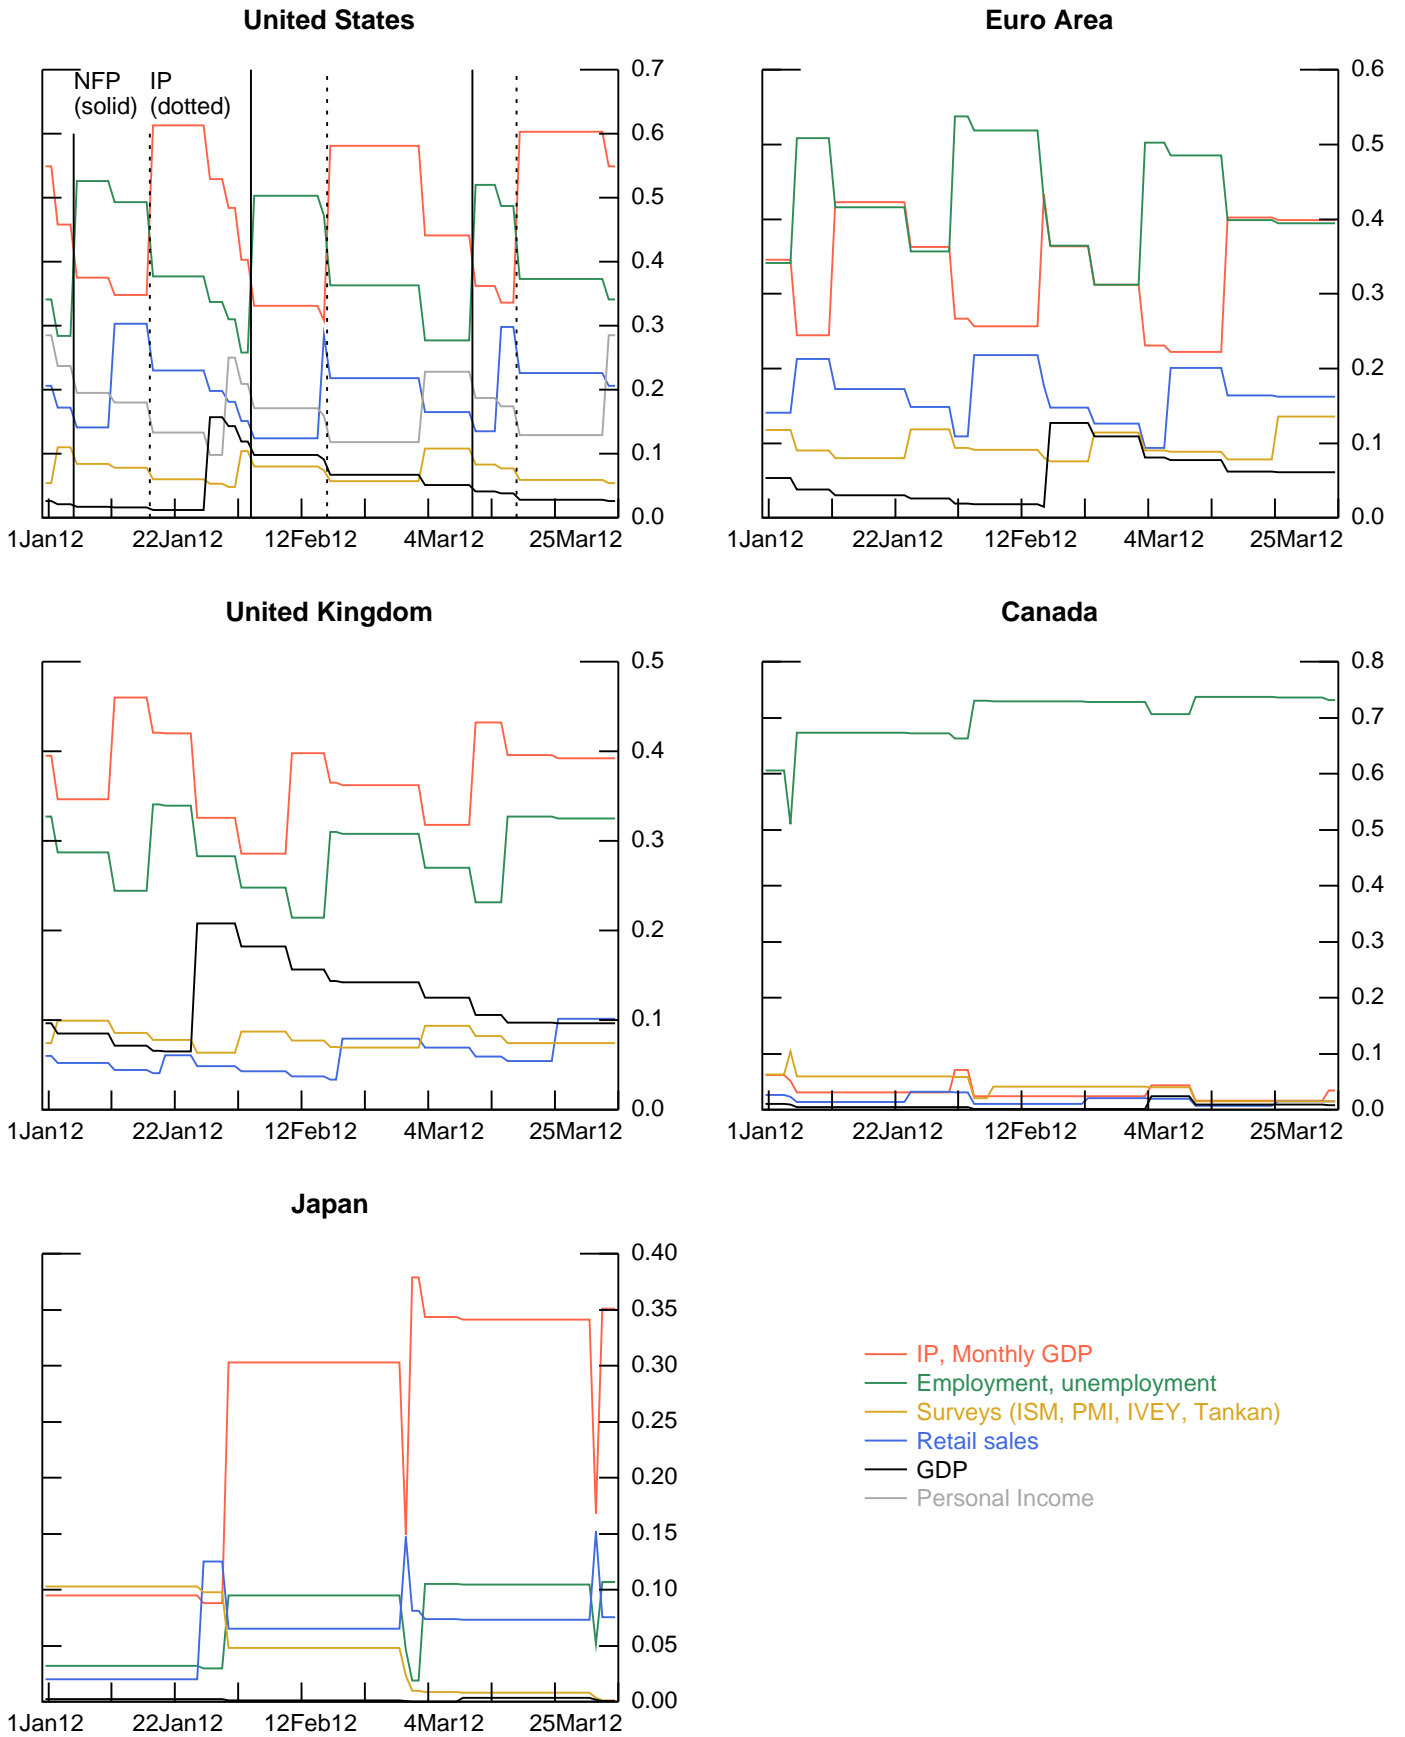 United States
NFP IP
(solid) (dotted)
0.7
0.6
0.5
0.4
0.3
0.2
0.1
0.0
1Jan12 22Jan12 12Feb12 4Mar12 25Mar12
Euro Area
0.6
0.5
0.4
0.3
0.2
0.1
0.0
1Jan12 22Jan12 12Feb12 4Mar12 25Mar12
United Kingdom
0.5
0.4
0.3
0.2
0.1
0.0
1Jan12 22Jan12 12Feb12 4Mar12 25Mar12
Canada
0.8
0.7
0.6
0.5
0.4
0.3
0.2
0.1
0.0
1Jan12 22Jan12 12Feb12 4Mar12 25Mar12
Japan
0.40
0.35
0.30
0.25
0.20
0.15
0.10
0.05
0.00
1Jan12 22Jan12 12Feb12 4Mar12 25Mar12
IP, Monthly GDP
Employment, unemployment
Surveys (ISM, PMI, IVEY, Tankan)
Retail sales
GDP
Personal Income